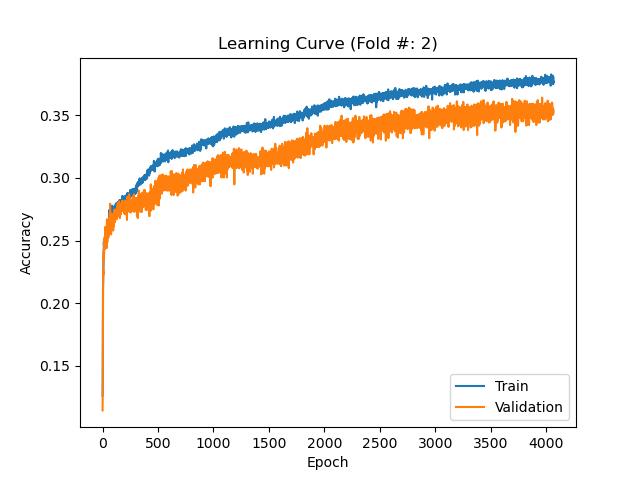 Learning Curve (Fold #: 2)
0.35
0.30
0.25
0.20
0.15
Accuracy
0 500 1000 1500 2000 2500 3000 3500 4000
Epoch
Train
Validation